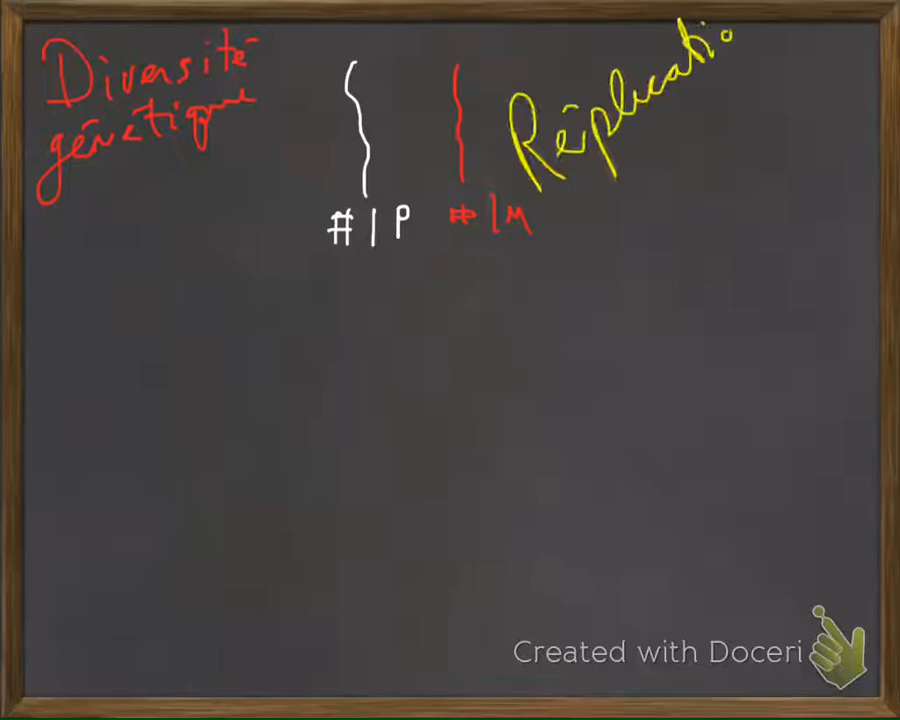 Diversité
génétique
Réplicatio
#1P
#1M
Created with Doceri